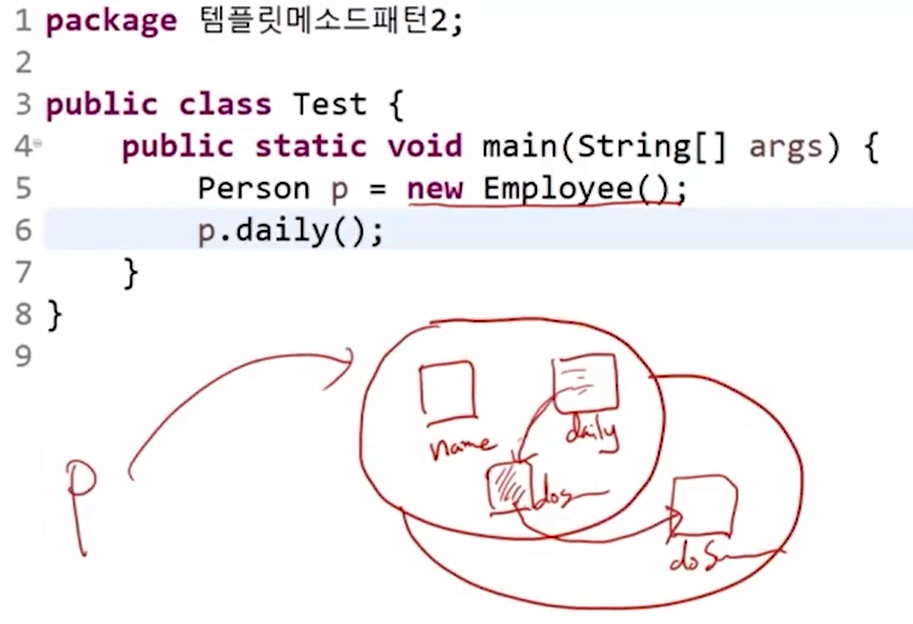 1 package 템플릿메소드패턴2;
2
3 public class Test {
4 public static void main(String[] args) {
5 Person p = new Employee();
6 p.daily();
7 }
8 }
9
name
daily
dos
p
doS